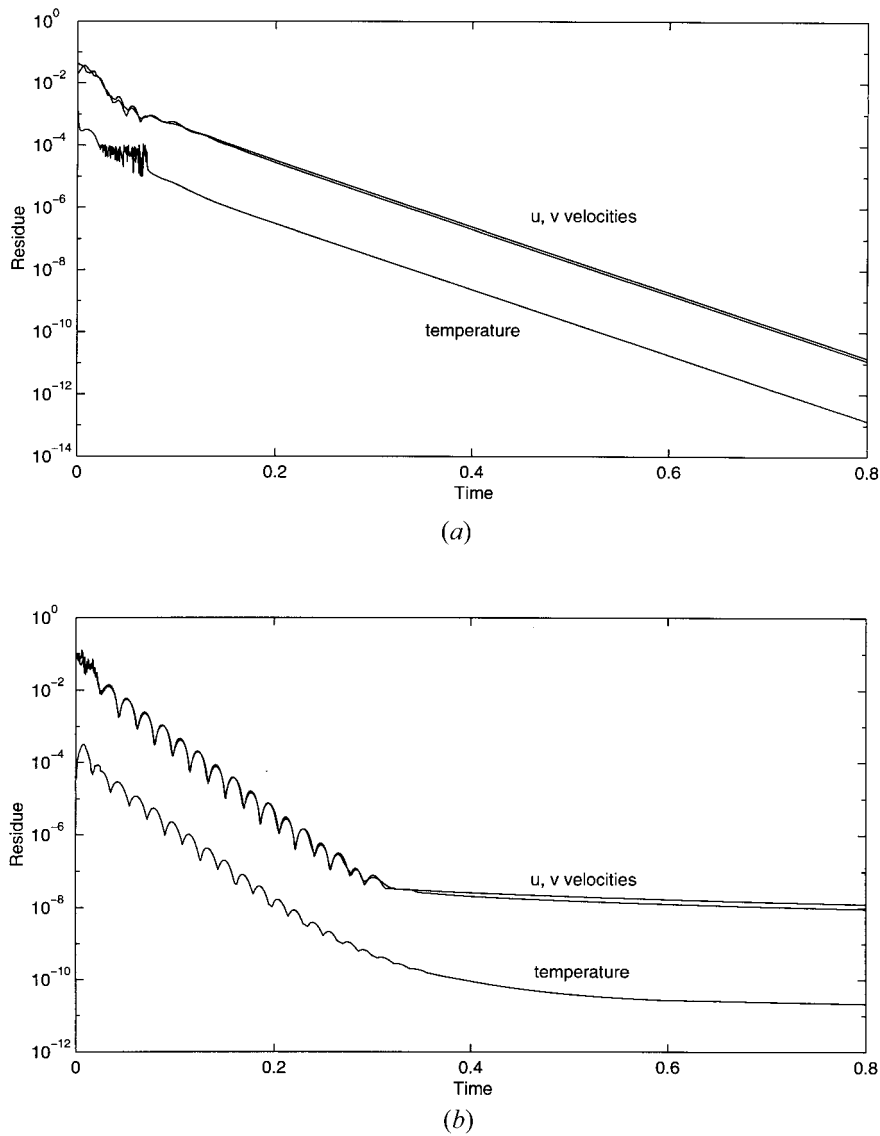 10^0
10^-2
10^-4
10^-6
10^-8
10^-10
10^-12
10^-14
Residue
u, v velocities
temperature
0 0.2 0.4 0.6 0.8
Time
(a)
10^0
10^-2
10^-4
10^-6
10^-8
10^-10
10^-12
Residue
u, v velocities
temperature
0 0.2 0.4 0.6 0.8
Time
(b)